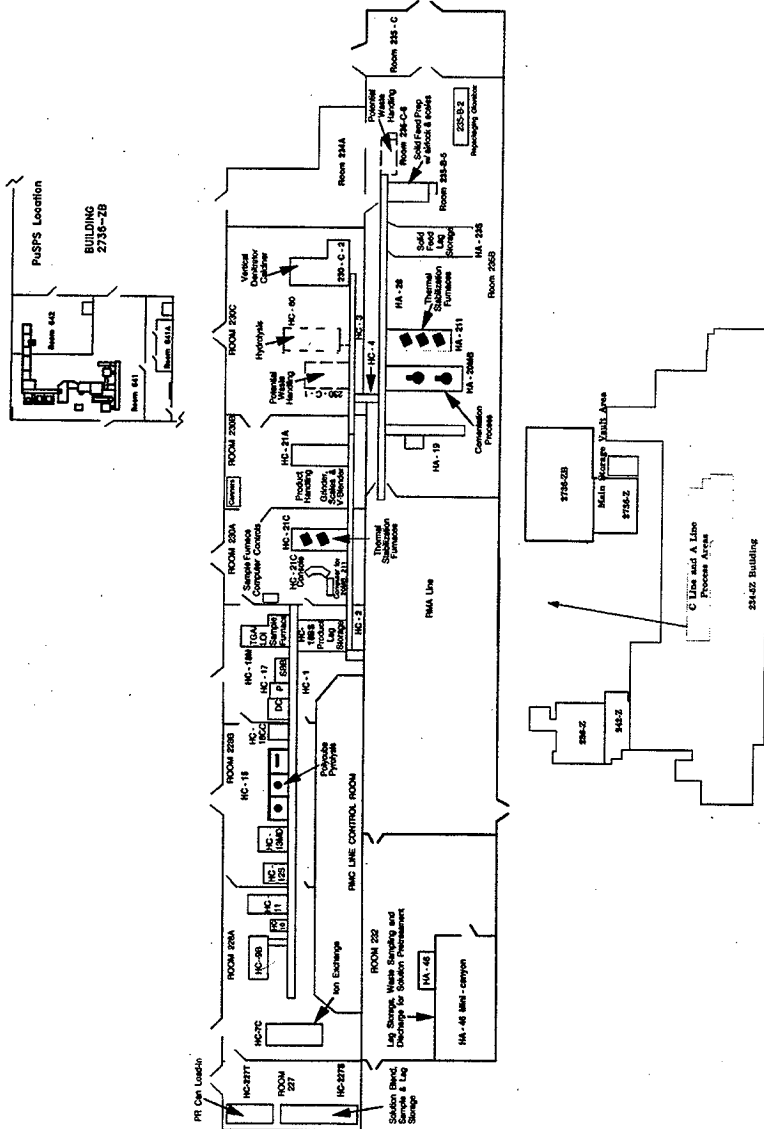 PuSPS Location
BUILDING
2736-ZB
Room 642
Room 641
Room 641A
Room 235 - C
Room 234A
Potential
Waste
Handling
Room 235-C-6
Solid Feed Prep
w/ airlock & scales
235-B-2
Repackaging Glovebox
Room 235-B-5
Solid
Feed
Lag
Storage
HA - 23S
Room 235B
HA - 28
Thermal
Stabilization
Furnaces
HA - 211
HA - 20MB
Cementation
Process
HA - 19
ROOM 230C
Vertical
Denitrator
Calciner
230 - C - 2
HC - 60
Hydrolysis
Potential
Waste
Handling
230 - C - 1
HC - 3
HC - 4
ROOM 230B
Canners
HC - 21A
Product
Handling
Grinder,
Scales &
V-Blender
ROOM 230A
Sample Furnace
Computer Controls
HC - 21C
HC - 21C
Console
Thermal
Stabilization
Furnaces
HC - 2
HC - 18M
TGA/
LOI
Sample
Furnace
HC-
18BS
Product
Lag
Storage
HC - 17
SBB
P
DC
HC - 1
ROOM 228B
HC -
18CC
HC - 15
Polycube
Pyrolysis
HC -
13MD
HC -
12S
HC -
11
HC
10
ROOM 228A
HC-9B
RMC LINE CONTROL ROOM
Ion Exchange
HC-7C
PR Can Load-In
HC-227T
ROOM
227
HC-227S
Solution Blend,
Sample & Lag
Storage
RMA Line
ROOM 232
Lag Storage, Waste Sampling and
Discharge for Solution Pretreatment
HA - 46
HA - 46 Mini - canyon
2736-ZB
Main Storage Vault Area
2736-Z
C Line and A Line
Process Areas
234-5Z Building
236-Z
242-Z